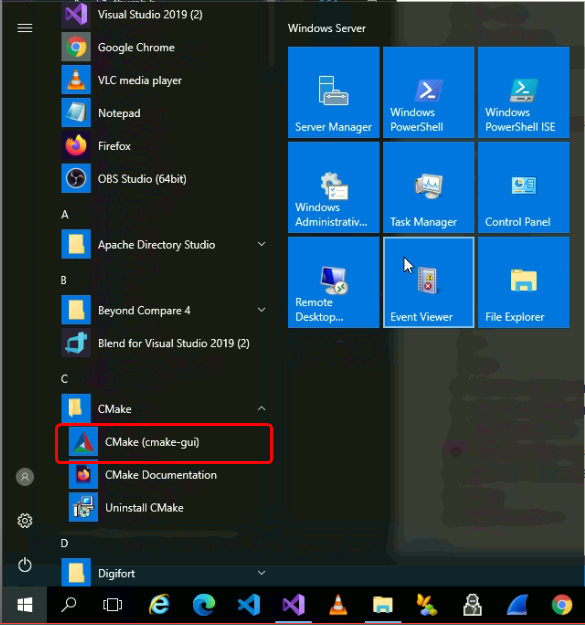 Visual Studio 2019 (2)
Google Chrome
VLC media player
Notepad
Firefox
OBS Studio (64bit)
A
Apache Directory Studio
B
Beyond Compare 4
Blend for Visual Studio 2019 (2)
C
CMake
CMake (cmake-gui)
CMake Documentation
Uninstall CMake
D
Digifort
Windows Server
Server Manager
Windows
PowerShell
Windows
PowerShell ISE
Windows
Administrativ...
Task Manager
Control Panel
Remote
Desktop...
Event Viewer
File Explorer